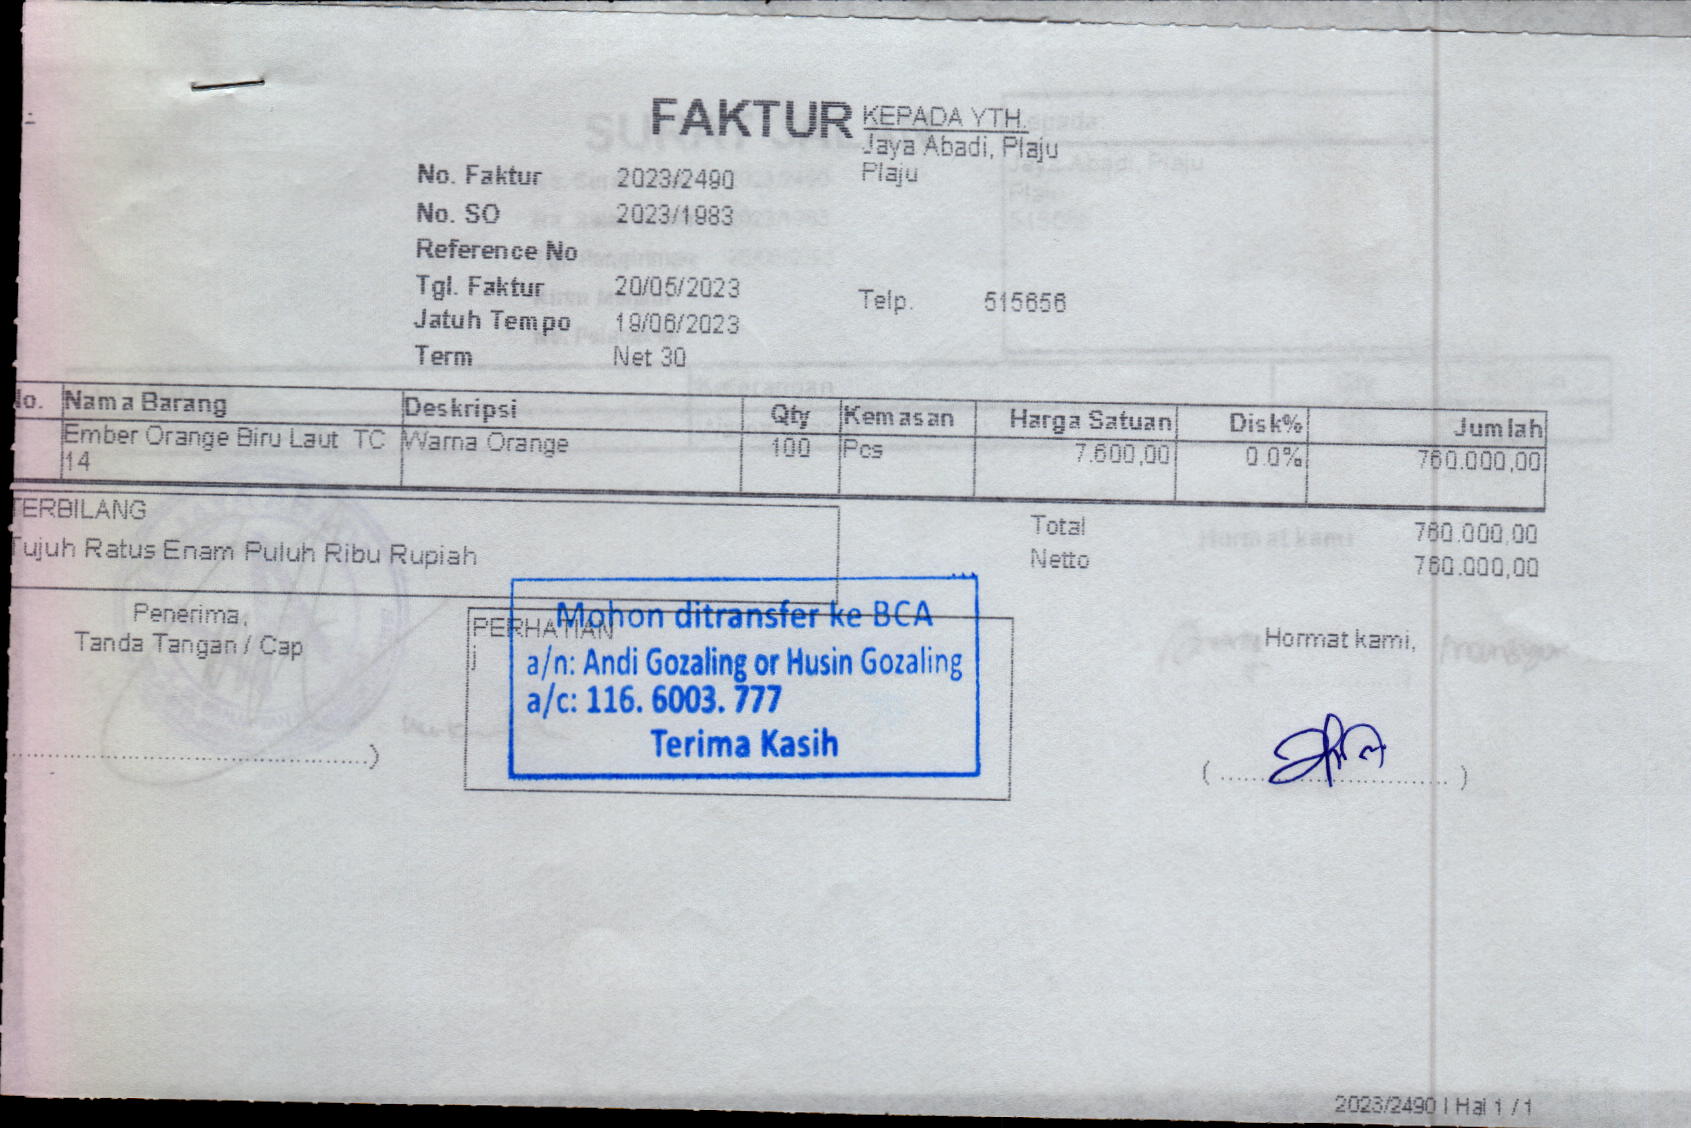 FAKTUR
KEPADA YTH.
Jaya Abadi, Plaju
Plaju
No. Faktur 2023/2490
No. SO 2023/1983
Reference No
Tgl. Faktur 20/05/2023
Telp. 515656
Jatuh Tempo 19/06/2023
Term Net 30
No. Nama Barang Deskripsi Qty Kemasan Harga Satuan Disk% Jumlah
Ember Orange Biru Laut TC Warna Orange 100 Pcs 7.600,00 0.0% 760.000,00
14
TERBILANG
Total 760.000,00
Tujuh Ratus Enam Puluh Ribu Rupiah
Netto 760.000,00
Penerima,
Tanda Tangan / Cap
PERHATIAN
Mohon ditransfer ke BCA
a/n: Andi Gozaling or Husin Gozaling
a/c: 116. 6003. 777
Terima Kasih
Hormat kami,
2023/2490 | Hal 1 / 1